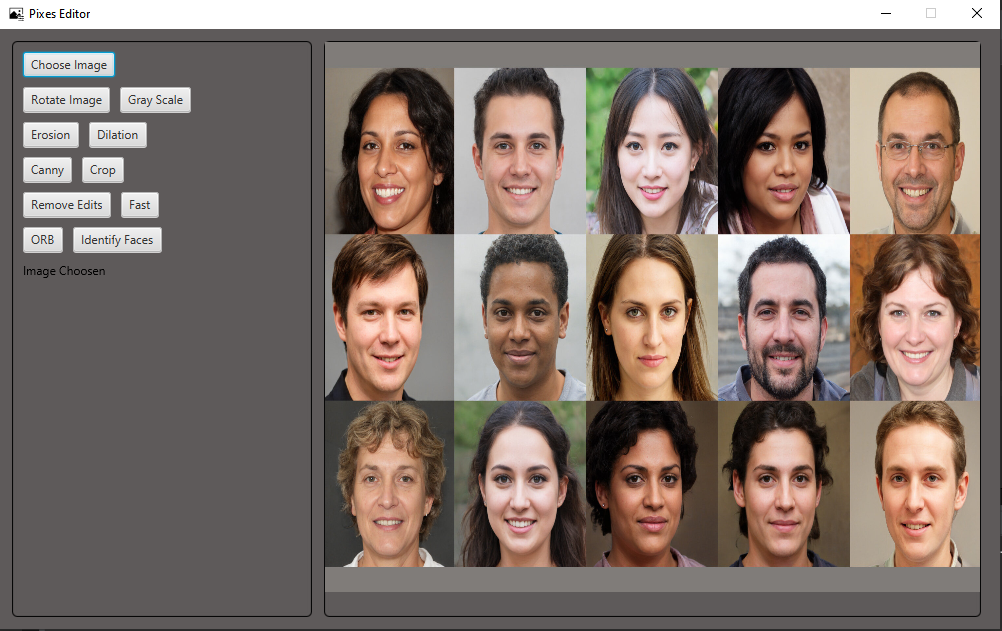 Pixes Editor
Choose Image
Rotate Image Gray Scale
Erosion Dilation
Canny Crop
Remove Edits Fast
ORB Identify Faces
Image Choosen